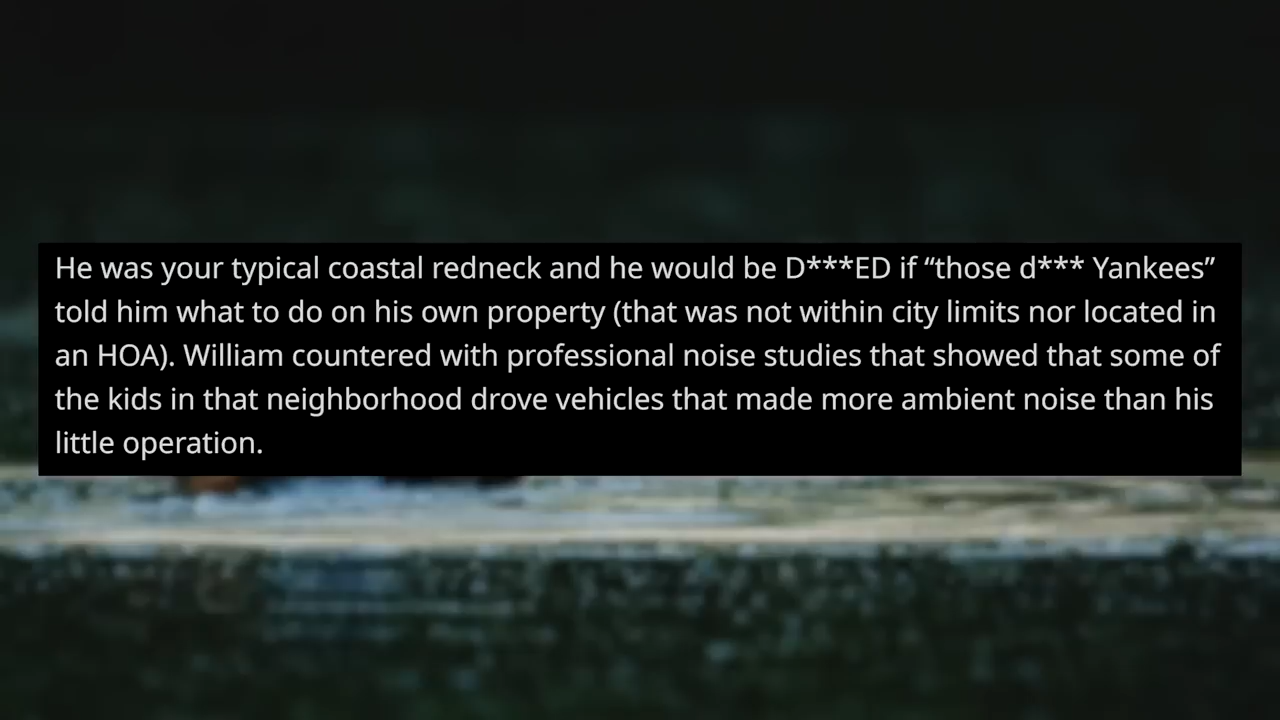 He was your typical coastal redneck and he would be D***ED if “those d*** Yankees”
told him what to do on his own property (that was not within city limits nor located in
an HOA). William countered with professional noise studies that showed that some of
the kids in that neighborhood drove vehicles that made more ambient noise than his
little operation.